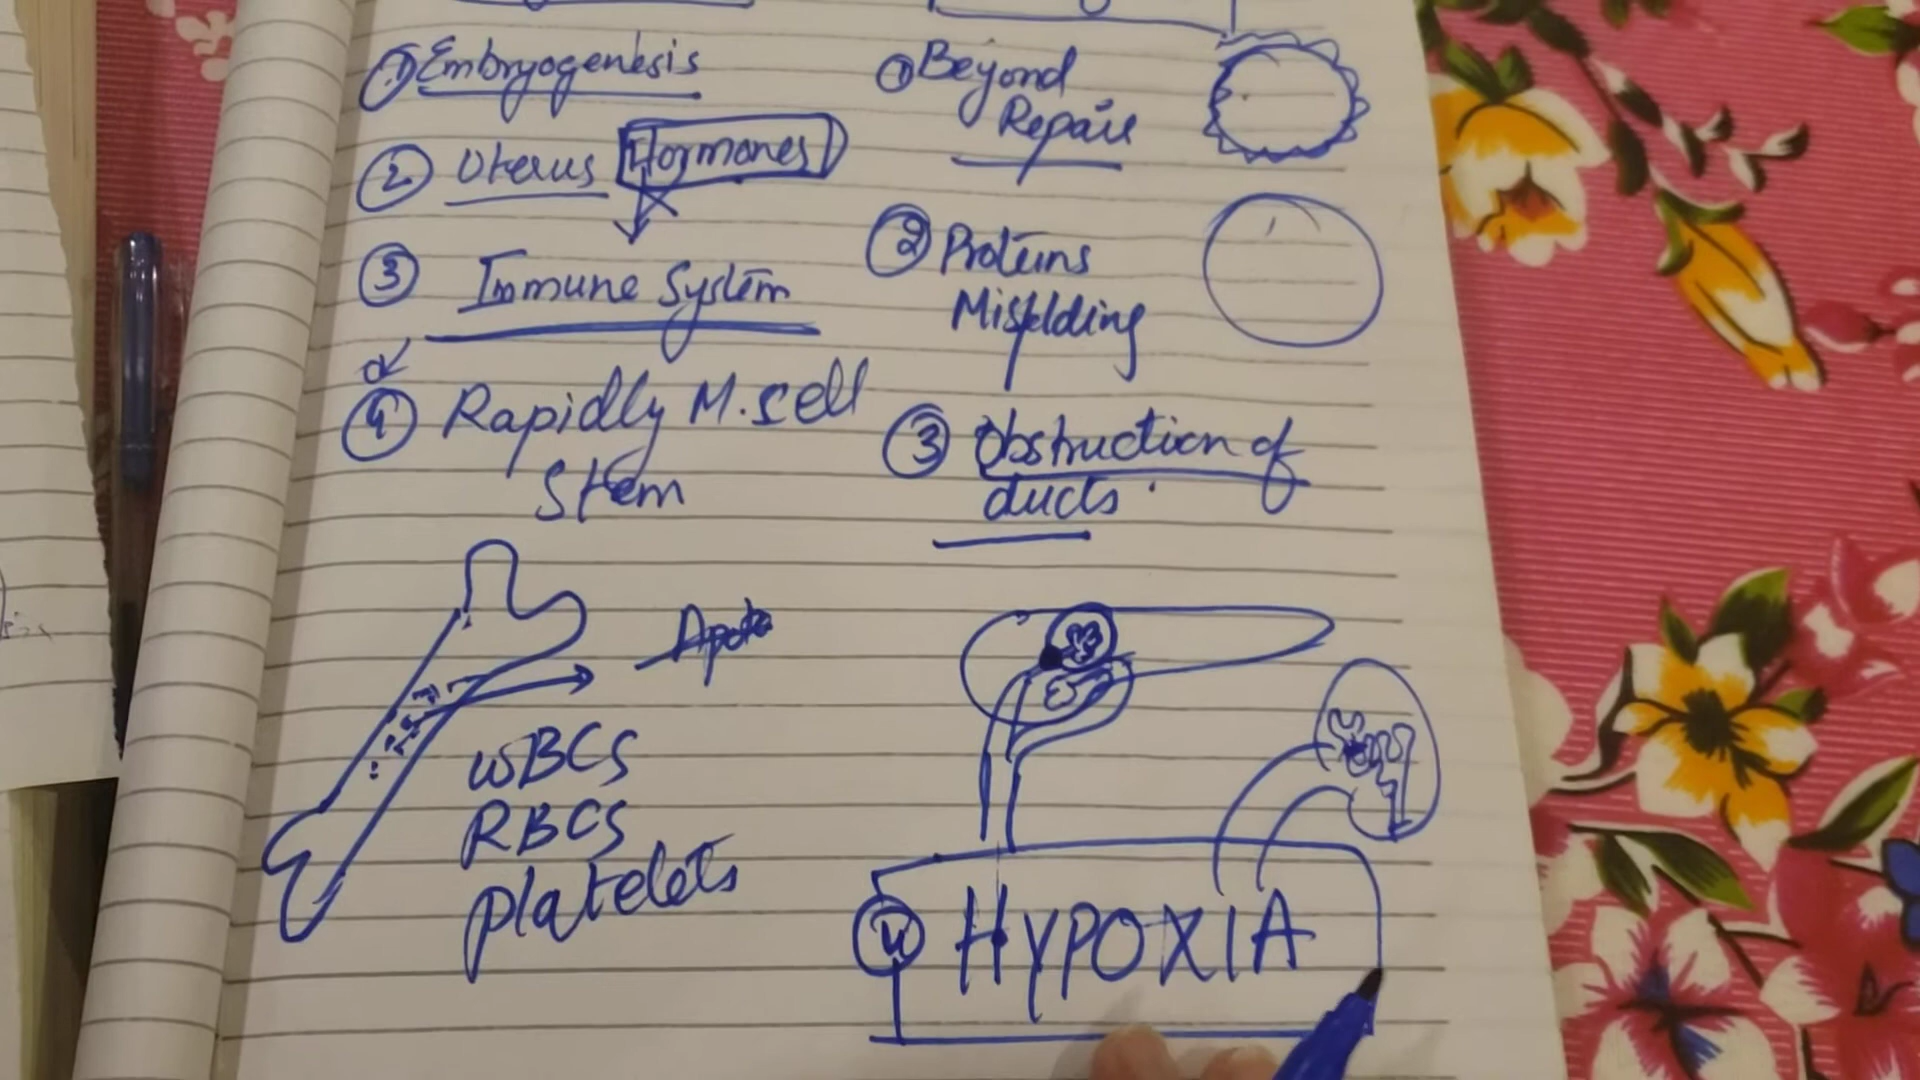 ① Embryogenesis
② Uterus Hormones
③ Immune System
④ Rapidly M. cell
Stem
Apoto
WBCS
RBCS
Platelets
① Beyond
Repair
② Proteins
Misfolding
③ Obstruction of
ducts.
④ HYPOXIA